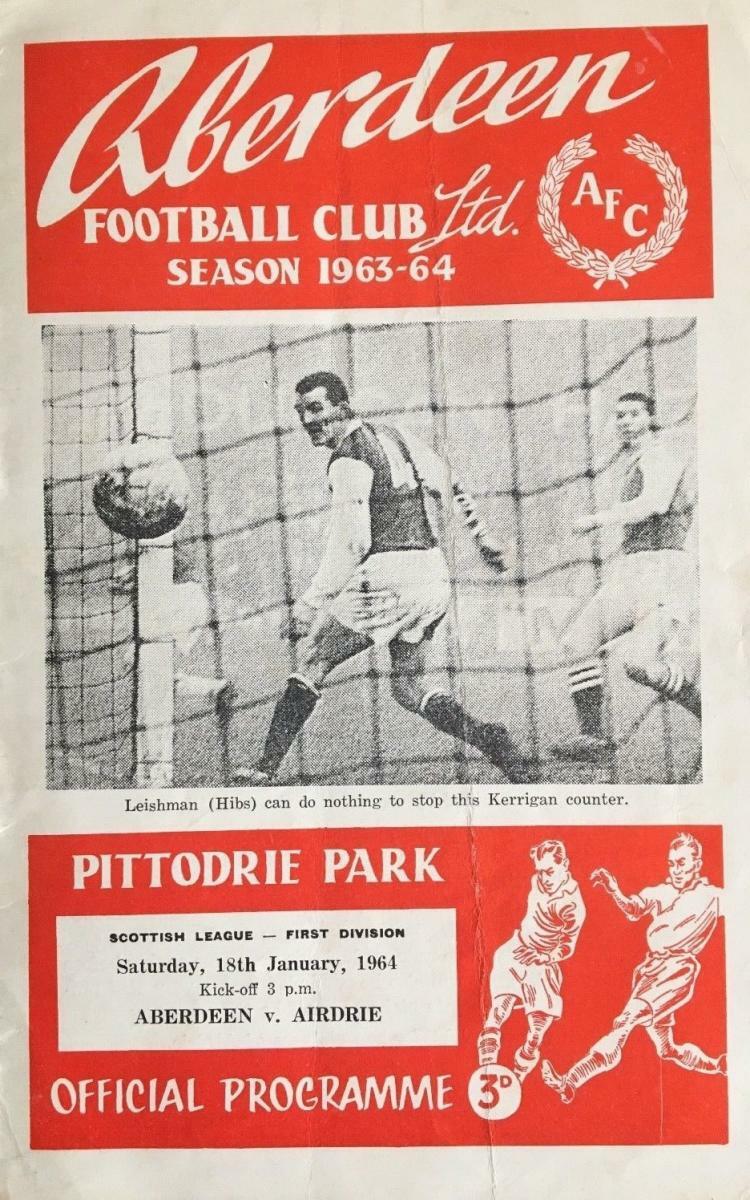 Aberdeen
FOOTBALL CLUB Ltd.
SEASON 1963-64
AFC
Leishman (Hibs) can do nothing to stop this Kerrigan counter.
PITTODRIE PARK
SCOTTISH LEAGUE — FIRST DIVISION
Saturday, 18th January, 1964
Kick-off 3 p.m.
ABERDEEN v. AIRDRIE
OFFICIAL PROGRAMME 3D